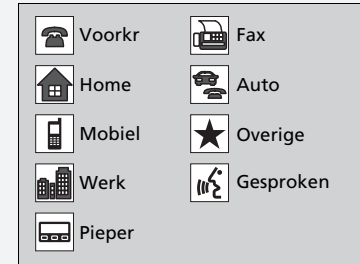 Voorkr
Fax
Home
Auto
Mobiel
Overige
Werk
Gesproken
Pieper